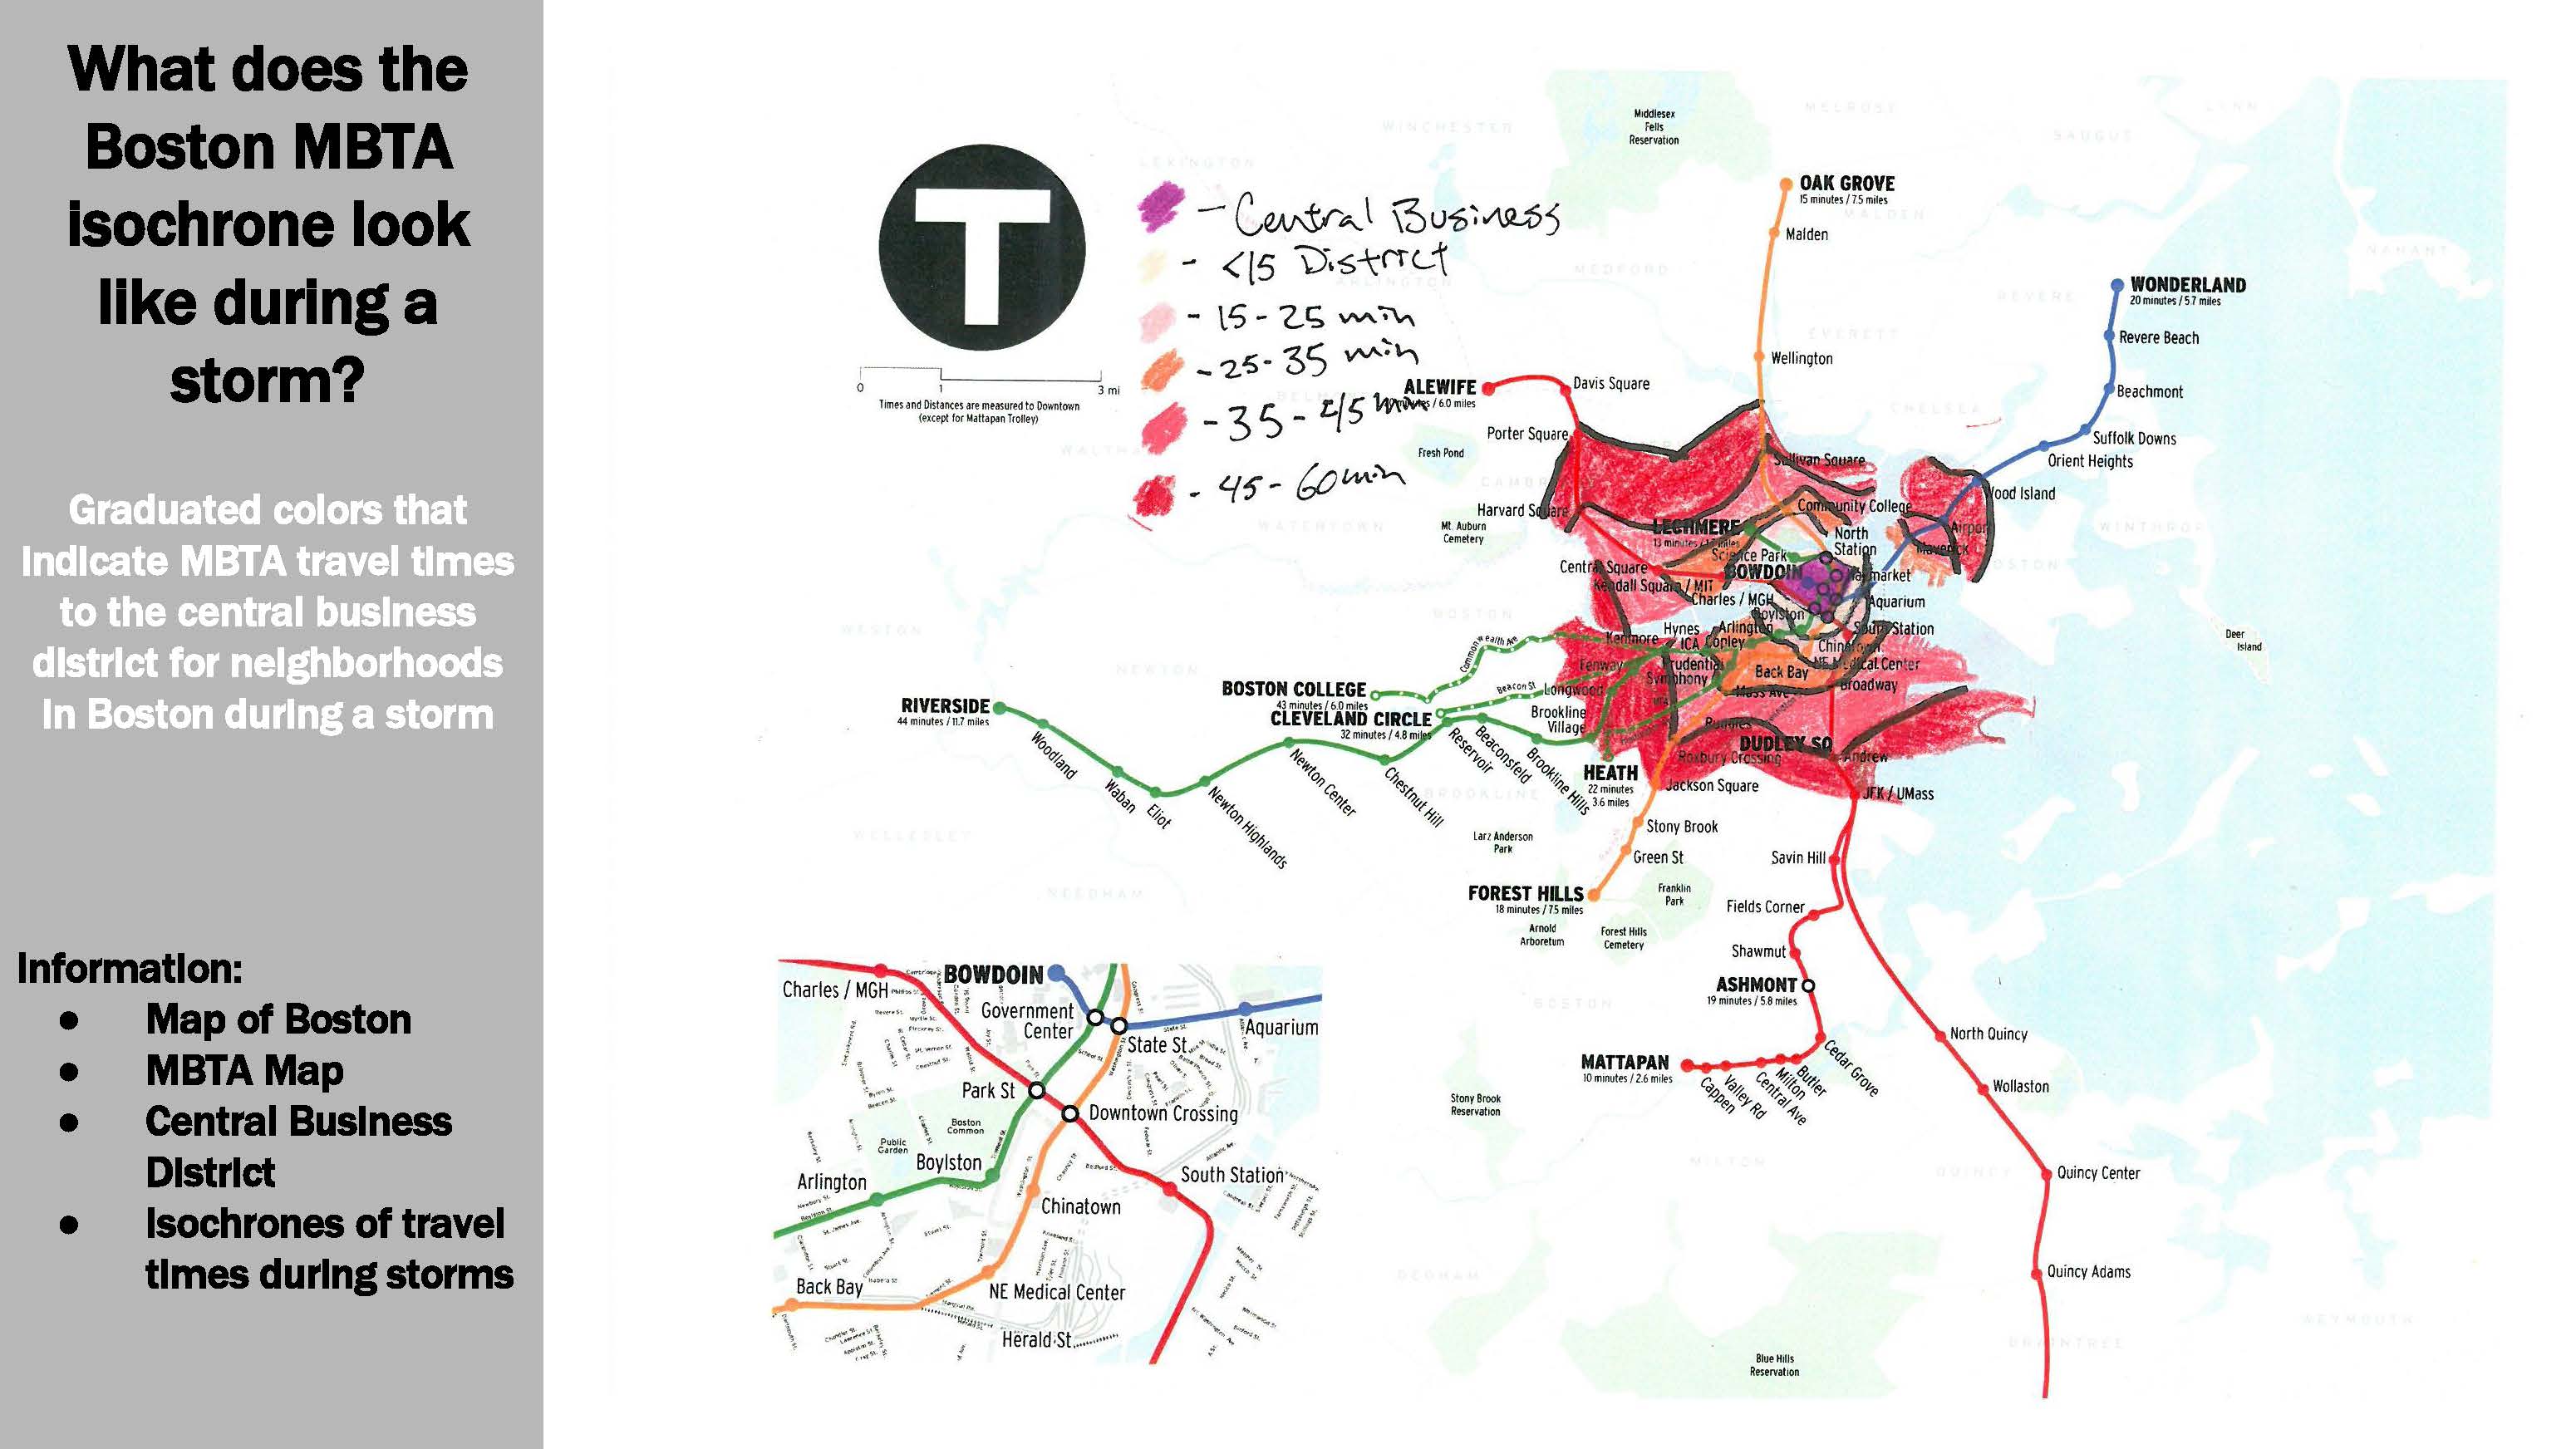 What does the
Boston MBTA
isochrone look
like during a
storm?
Graduated colors that
indicate MBTA travel times
to the central business
district for neighborhoods
in Boston during a storm
Information:
● Map of Boston
● MBTA Map
● Central Business
District
● Isochrones of travel
times during storms
T
0 1 3 mi
Times and Distances are measured to Downtown
(except for Mattapan Trolley)
- Central Business
- <15 District
- 15-25 min
- 25-35 min
- 35-45 min
- 45-60 min
WINCHESTER
LEXINGTON
MELROSE
SAUGUS
LYNN
NAHANT
MALDEN
MEDFORD
ARLINGTON
REVERE
EVERETT
CHELSEA
WATERTOWN
WINTHROP
WESTON
NEWTON
BOSTON
BROOKLINE
WELLESLEY
NEEDHAM
BOSTON
MILTON
QUINCY
DEDHAM
BRAINTREE
WEYMOUTH
Middlesex
Fells
Reservation
OAK GROVE
15 minutes / 7.5 miles
Malden
Wellington
Sullivan Square
Community College
North
Station
WONDERLAND
20 minutes / 5.7 miles
Revere Beach
Beachmont
Suffolk Downs
Orient Heights
Wood Island
Airport
Maverick
Aquarium
ALEWIFE
20 minutes / 6.0 miles
Davis Square
Porter Square
Fresh Pond
Harvard Square
Mt. Auburn
Cemetery
Central Square
Kendall Square / MIT
Charles / MGH
LECHMERE
Science Park
BOWDOIN
Haymarket
Boylston
Arlington
Copley
Hynes
ICA
Kenmore
South Station
Chinatown
NE Medical Center
Back Bay
Broadway
Mass Ave
Prudential
Symphony
Fenway
Longwood
Ruggles
Roxbury Crossing
DUDLEY SQ
Andrew
JFK / UMass
Jackson Square
Stony Brook
Green St
FOREST HILLS
18 minutes / 7.5 miles
Commonwealth Ave
Beacon St
BOSTON COLLEGE
43 minutes / 6.0 miles
CLEVELAND CIRCLE
32 minutes / 4.8 miles
RIVERSIDE
44 minutes / 11.7 miles
Woodland
Waban
Eliot
Newton Highlands
Newton Center
Chestnut Hill
Reservoir
Beaconsfeld
Brookline Hills
Brookline
Village
HEATH
22 minutes
3.6 miles
Deer
Island
Larz Anderson
Park
Franklin
Park
Arnold
Arboretum
Forest Hills
Cemetery
Savin Hill
Fields Corner
Shawmut
ASHMONT
19 minutes / 5.8 miles
MATTAPAN
10 minutes / 2.6 miles
Cappen
Valley Rd
Central Ave
Milton
Butler
Cedar Grove
North Quincy
Wollaston
Quincy Center
Quincy Adams
Stony Brook
Reservation
Blue Hills
Reservation
BOWDOIN
Charles / MGH
Government
Center
Aquarium
State St.
Park St
Downtown Crossing
Boston
Common
Public
Garden
Boylston
Arlington
South Station
Chinatown
Back Bay
NE Medical Center
Herald St.